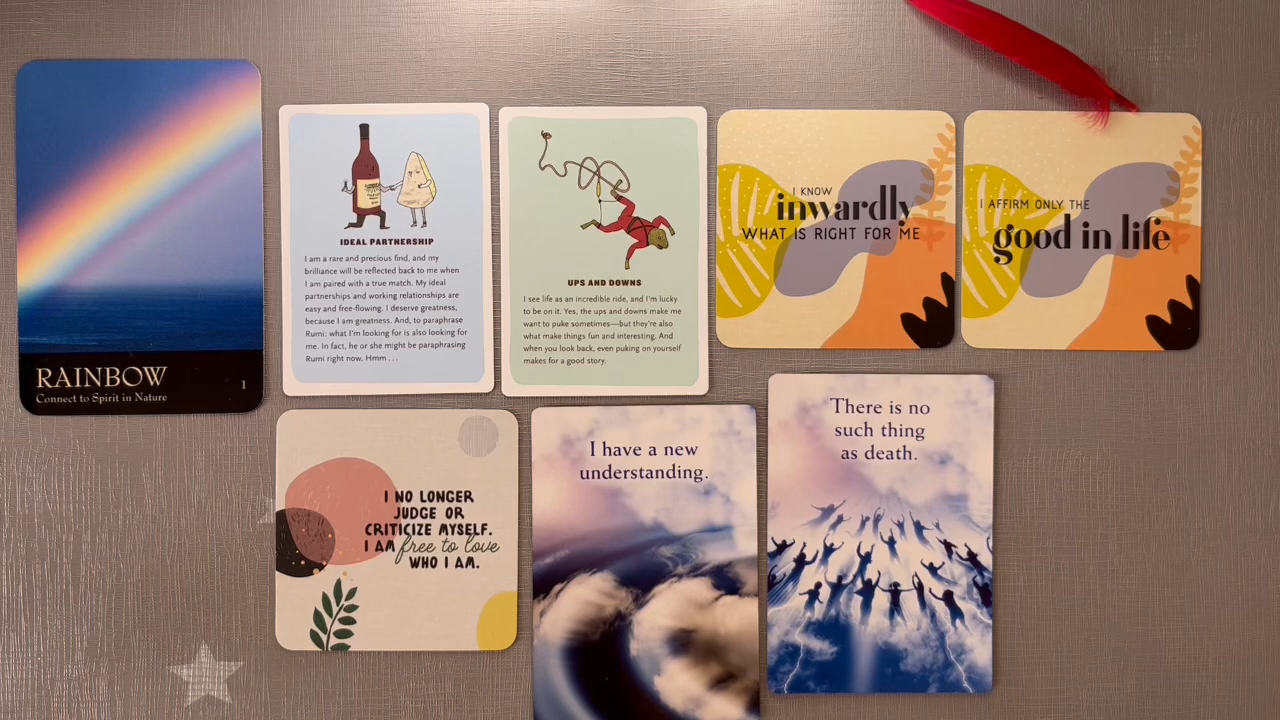 RAINBOW
Connect to Spirit in Nature
1
IDEAL PARTNERSHIP
I am a rare and precious find, and my
brilliance will be reflected back to me when
I am paired with a true match. My ideal
partnerships and working relationships are
easy and free-flowing. I deserve greatness,
because I am greatness. And, to paraphrase
Rumi: what I'm looking for is also looking for
me. In fact, he or she might be paraphrasing
Rumi right now. Hmm . . .
UPS AND DOWNS
I see life as an incredible ride, and I'm lucky
to be on it. Yes, the ups and downs make me
want to puke sometimes—but they're also
what make things fun and interesting. And
when you look back, even puking on yourself
makes for a good story.
I KNOW
inwardly
WHAT IS RIGHT FOR ME
I AFFIRM ONLY THE
good in life
I NO LONGER
JUDGE OR
CRITICIZE MYSELF.
I AM free to love
WHO I AM.
I have a new
understanding.
There is no
such thing
as death.